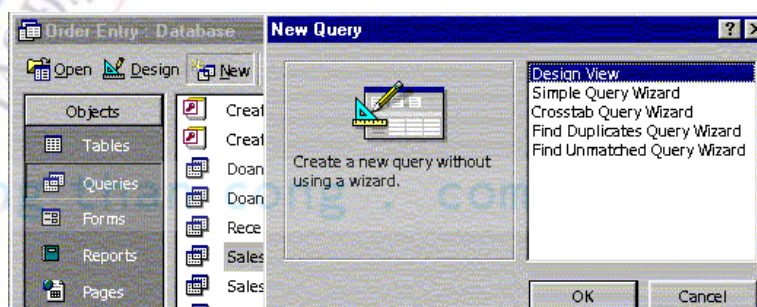 Order Entry : Database
Open Design New
Objects
Tables
Queries
Forms
Reports
Pages
Creat
Creat
Doan
Doan
Rece
Sales
Sales
New Query
Create a new query without
using a wizard.
Design View
Simple Query Wizard
Crosstab Query Wizard
Find Duplicates Query Wizard
Find Unmatched Query Wizard
OK Cancel